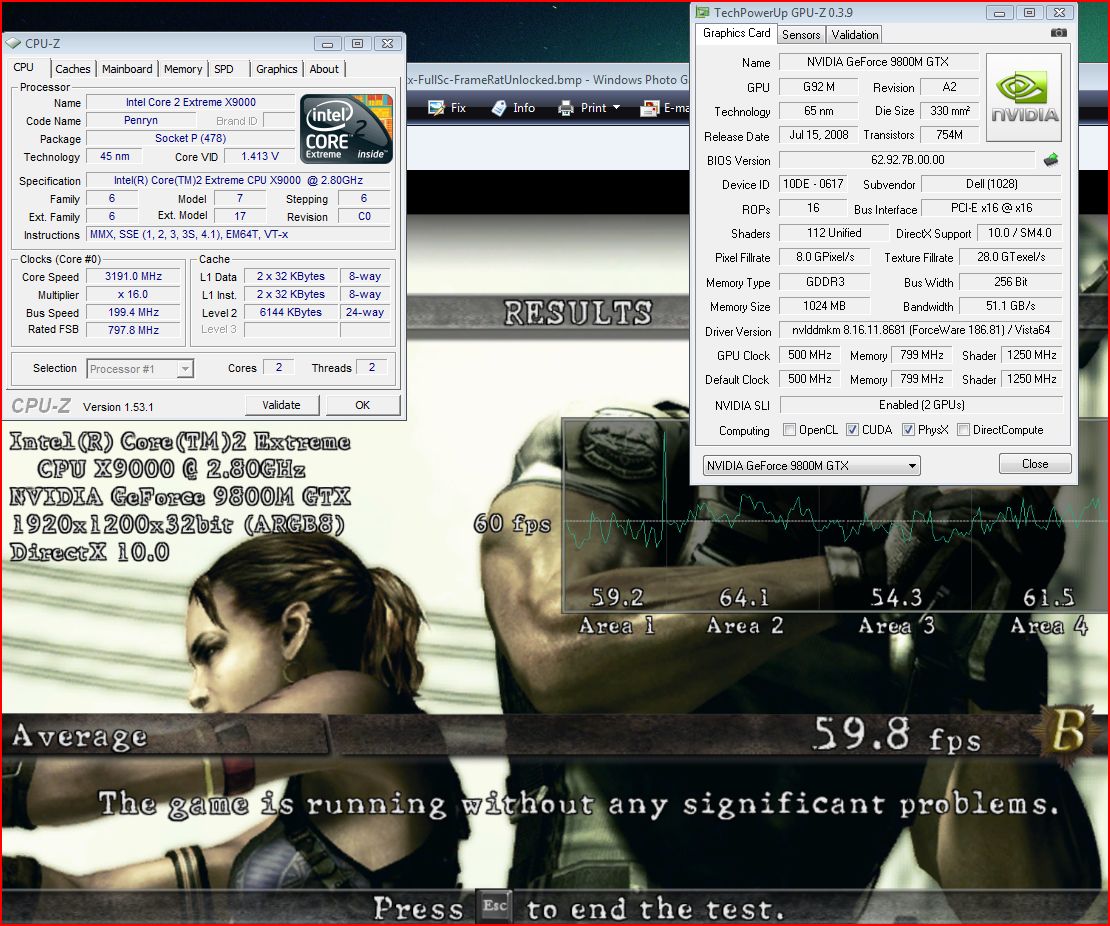 CPU-Z
CPU Caches Mainboard Memory SPD Graphics About
Processor
Name Intel Core 2 Extreme X9000
Code Name Penryn Brand ID
Package Socket P (478)
Technology 45 nm Core VID 1.413 V
intel CORE 2 Extreme inside™
Specification Intel(R) Core(TM)2 Extreme CPU X9000 @ 2.80GHz
Family 6 Model 7 Stepping 6
Ext. Family 6 Ext. Model 17 Revision C0
Instructions MMX, SSE (1, 2, 3, 3S, 4.1), EM64T, VT-x
Clocks (Core #0)
Core Speed 3191.0 MHz
Multiplier x 16.0
Bus Speed 199.4 MHz
Rated FSB 797.8 MHz
Cache
L1 Data 2 x 32 KBytes 8-way
L1 Inst. 2 x 32 KBytes 8-way
Level 2 6144 KBytes 24-way
Level 3
Selection Processor #1 Cores 2 Threads 2
CPU-Z Version 1.53.1 Validate OK
x-FullSc-FrameRatUnlocked.bmp - Windows Photo G
Fix Info Print E-ma
TechPowerUp GPU-Z 0.3.9
Graphics Card Sensors Validation
Name NVIDIA GeForce 9800M GTX
GPU G92 M Revision A2
Technology 65 nm Die Size 330 mm²
Release Date Jul 15, 2008 Transistors 754M
NVIDIA
BIOS Version 62.92.7B.00.00
Device ID 10DE - 0617 Subvendor Dell (1028)
ROPs 16 Bus Interface PCI-E x16 @ x16
Shaders 112 Unified DirectX Support 10.0 / SM4.0
Pixel Fillrate 8.0 GPixel/s Texture Fillrate 28.0 GTexel/s
Memory Type GDDR3 Bus Width 256 Bit
Memory Size 1024 MB Bandwidth 51.1 GB/s
Driver Version nvlddmkm 8.16.11.8681 (ForceWare 186.81) / Vista64
GPU Clock 500 MHz Memory 799 MHz Shader 1250 MHz
Default Clock 500 MHz Memory 799 MHz Shader 1250 MHz
NVIDIA SLI Enabled (2 GPUs)
Computing OpenCL CUDA PhysX DirectCompute
NVIDIA GeForce 9800M GTX Close
RESULTS
Intel(R) Core(TM)2 Extreme
CPU X9000 @ 2.80GHz
NVIDIA GeForce 9800M GTX
1920x1200x32bit (ARGB8)
DirectX 10.0
60 fps
59.2 64.1 54.3 61.5
Area 1 Area 2 Area 3 Area 4
Average 59.8 fps B
The game is running without any significant problems.
Press Esc to end the test.